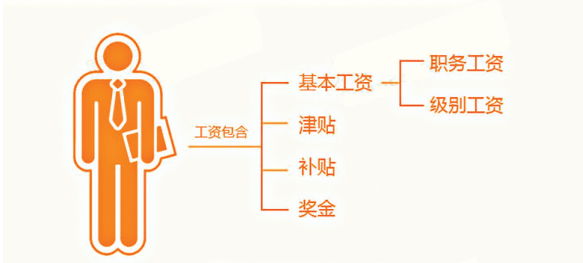 工资包含
基本工资
职务工资
级别工资
津贴
补贴
奖金